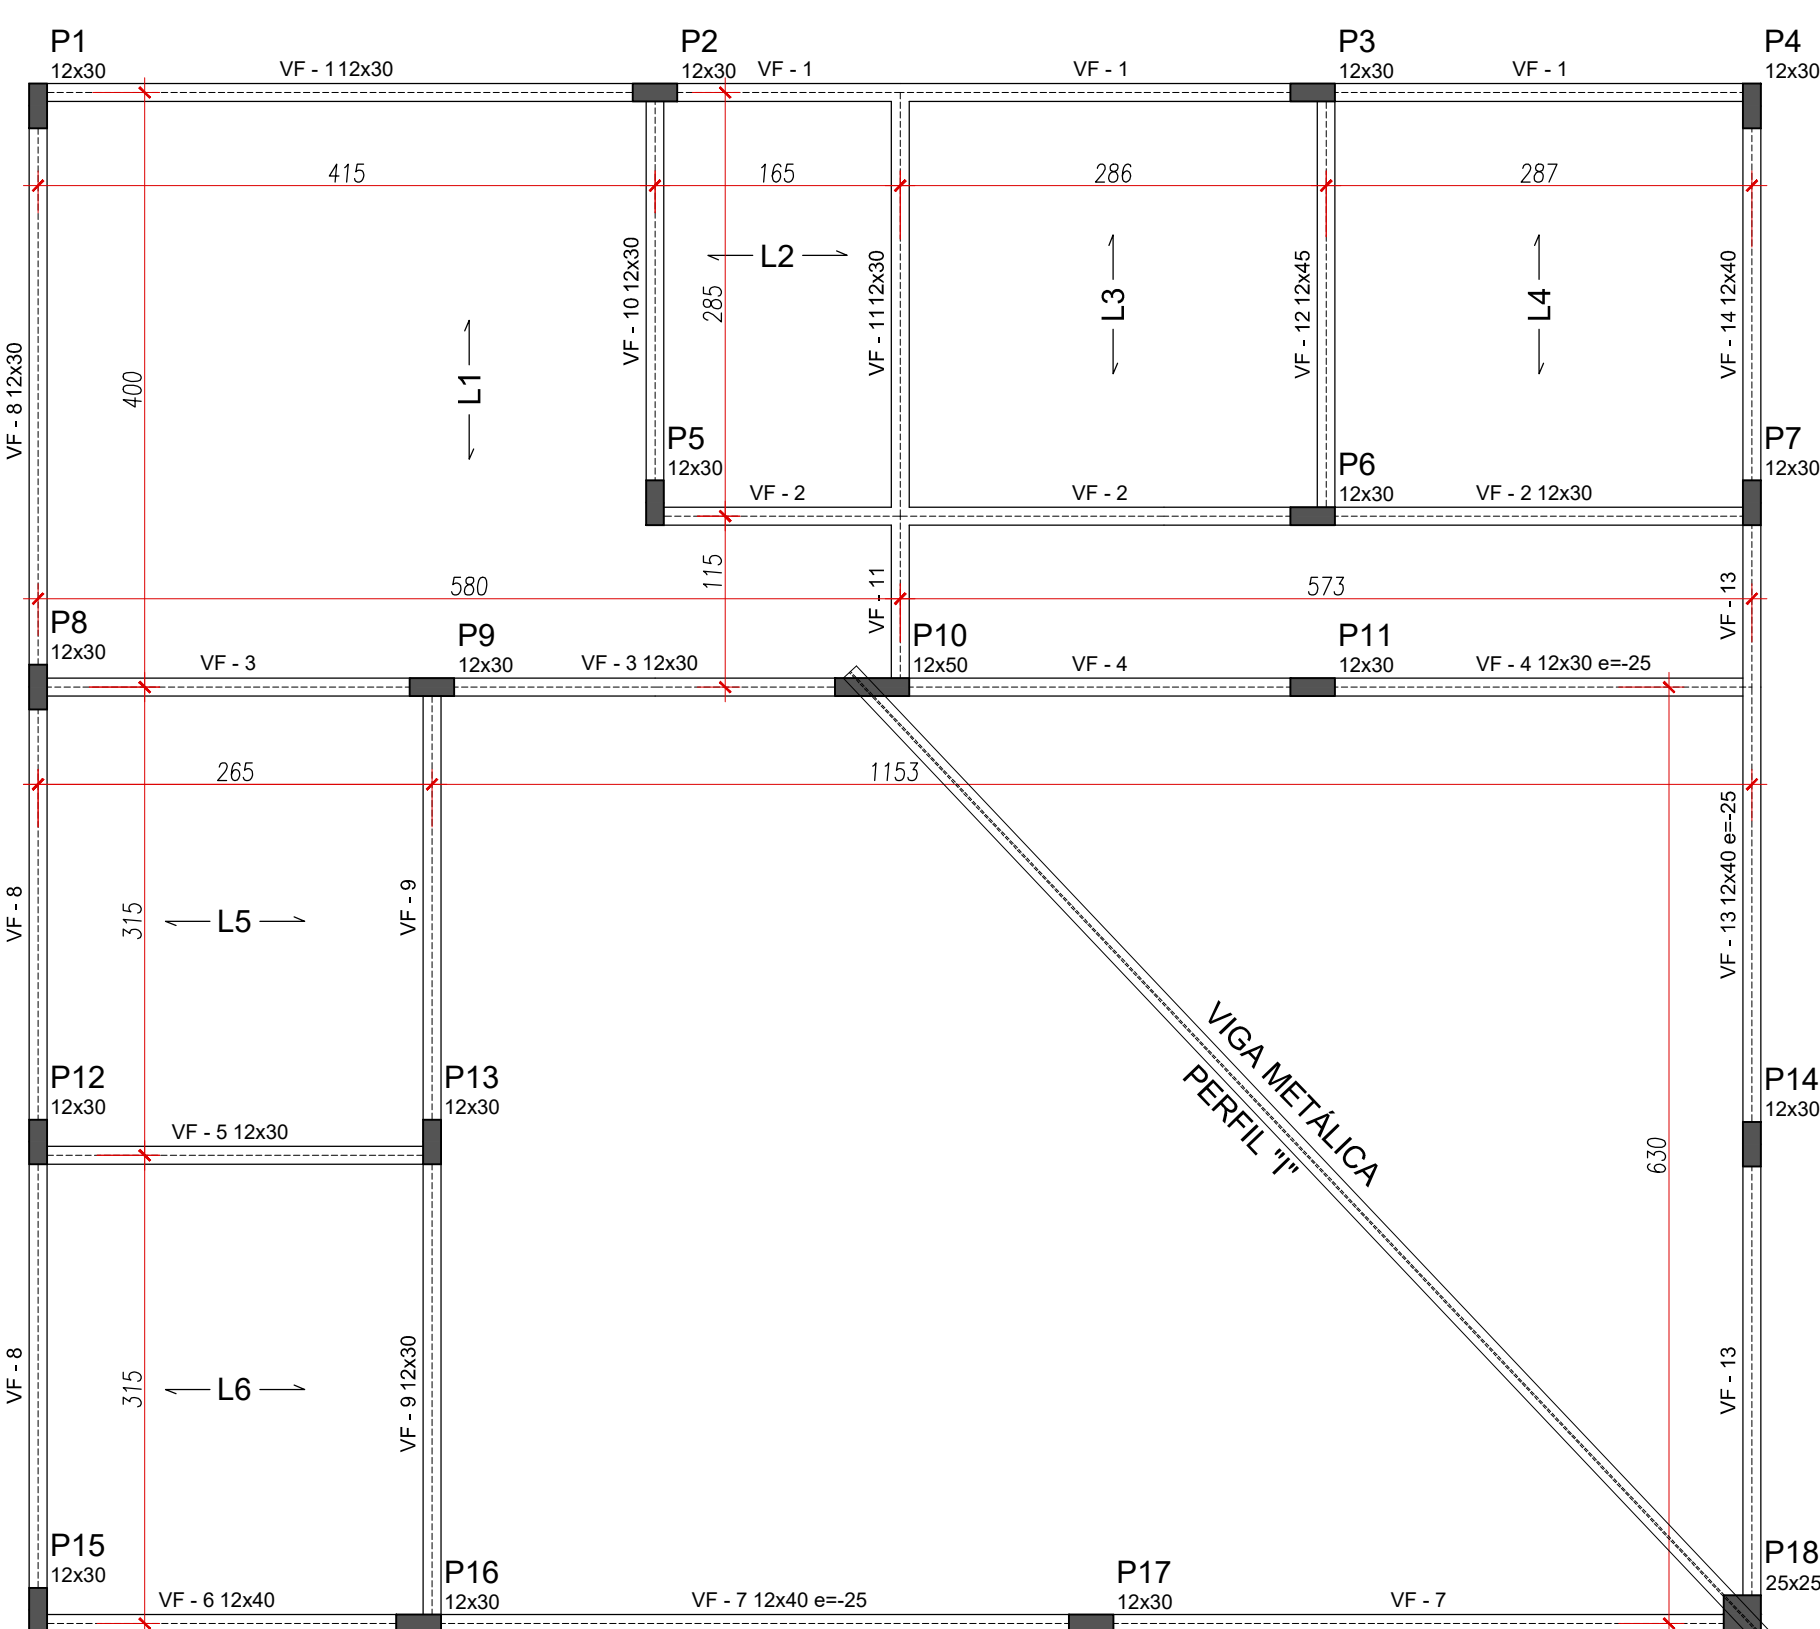 P1
12x30
VF - 1 12x30
P2
12x30
VF - 1
VF - 1
P3
12x30
VF - 1
P4
12x30
415
165
286
287
VF - 8 12x30
400
L1
VF - 10 12x30
L2
285
VF - 11 12x30
L3
VF - 12 12x45
L4
VF - 14 12x40
P5
12x30
VF - 2
VF - 2
P6
12x30
VF - 2 12x30
P7
12x30
580
115
VF - 11
573
VF - 13
P8
12x30
VF - 3
P9
12x30
VF - 3 12x30
P10
12x50
VF - 4
P11
12x30
VF - 4 12x30 e=-25
265
1153
VF - 8
315
L5
VF - 9
VF - 13 12x40 e=-25
VIGA METÁLICA
PERFIL "I"
P12
12x30
VF - 5 12x30
P13
12x30
P14
12x30
630
VF - 8
315
L6
VF - 9 12x30
VF - 13
P15
12x30
VF - 6 12x40
P16
12x30
VF - 7 12x40 e=-25
P17
12x30
VF - 7
P18
25x25